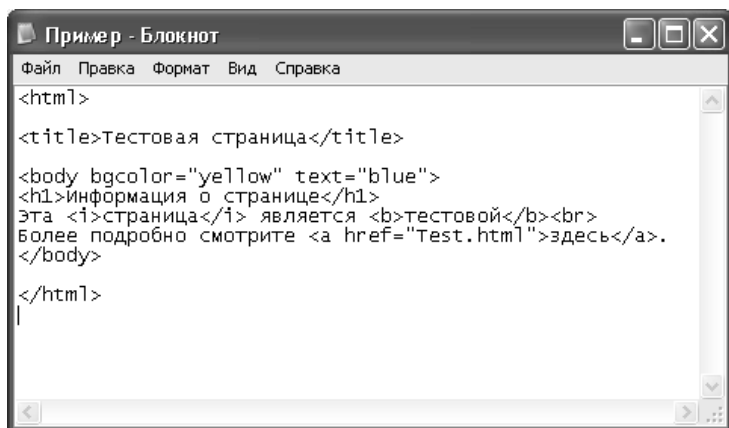 Пример - Блокнот
Файл Правка Формат Вид Справка
<html>
<title>Тестовая страница</title>
<body bgcolor="yellow" text="blue">
<h1>Информация о странице</h1>
Эта <i>страница</i> является <b>тестовой</b><br>
Более подробно смотрите <a href="Test.html">здесь</a>.
</body>
</html>